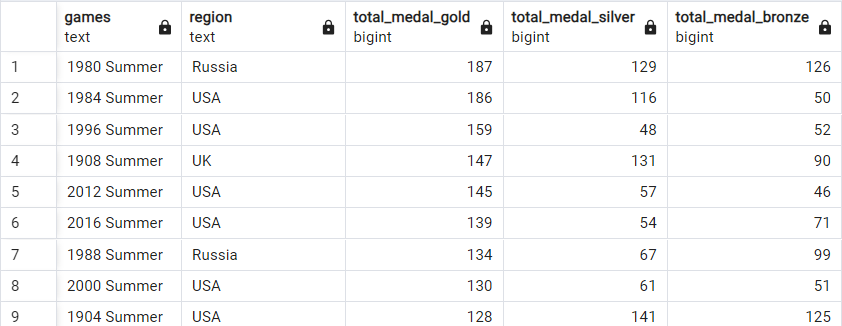 games region total_medal_gold total_medal_silver total_medal_bronze
text text bigint bigint bigint
1 1980 Summer Russia 187 129 126
2 1984 Summer USA 186 116 50
3 1996 Summer USA 159 48 52
4 1908 Summer UK 147 131 90
5 2012 Summer USA 145 57 46
6 2016 Summer USA 139 54 71
7 1988 Summer Russia 134 67 99
8 2000 Summer USA 130 61 51
9 1904 Summer USA 128 141 125